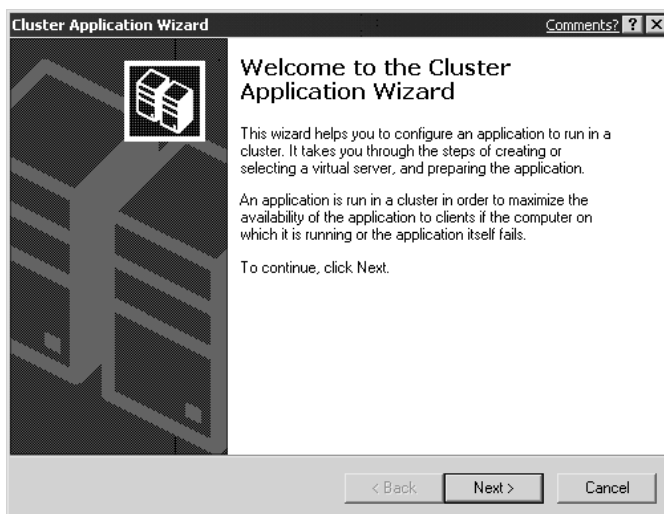 Cluster Application Wizard Comments? ? X
Welcome to the Cluster
Application Wizard
This wizard helps you to configure an application to run in a
cluster. It takes you through the steps of creating or
selecting a virtual server, and preparing the application.
An application is run in a cluster in order to maximize the
availability of the application to clients if the computer on
which it is running or the application itself fails.
To continue, click Next.
< Back Next > Cancel